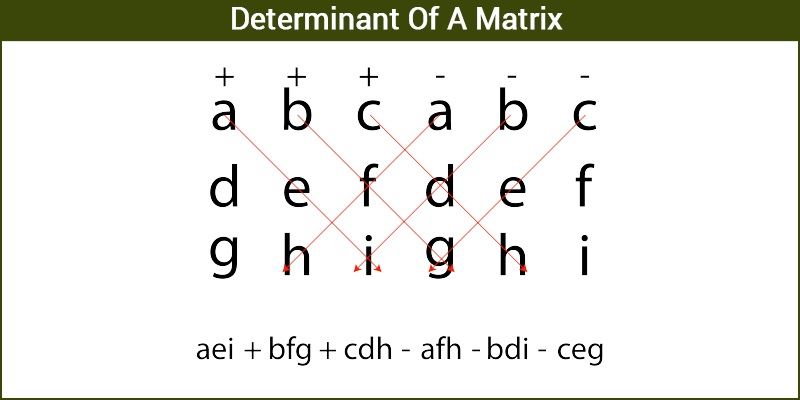 Determinant Of A Matrix
+ + + - - -
a b c a b c
d e f d e f
g h i g h i
aei + bfg + cdh - afh - bdi - ceg